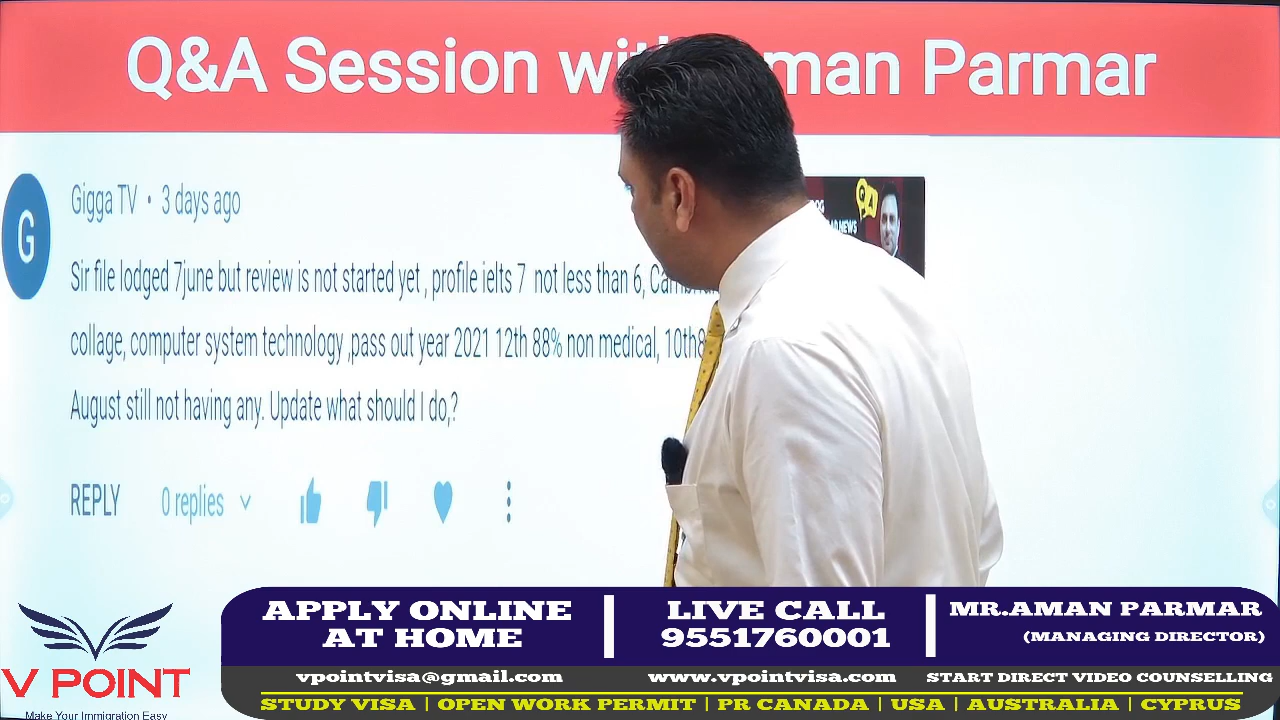 Q&A Session with Aman Parmar
G
Gigga TV • 3 days ago
Sir file lodged 7june but review is not started yet , profile ielts 7 not less than 6,
collage, computer system technology ,pass out year 2021 12th 88% non medical,
August still not having any. Update what should I do,?
REPLY 0 replies
Q A
NEWS
APPLY ONLINE
AT HOME
LIVE CALL
9551760001
MR.AMAN PARMAR
(MANAGING DIRECTOR)
V POINT
Make Your Immigration Easy
vpointvisa@gmail.com www.vpointvisa.com START DIRECT VIDEO COUNSELLING
STUDY VISA | OPEN WORK PERMIT | PR CANADA | USA | AUSTRALIA | CYPRUS